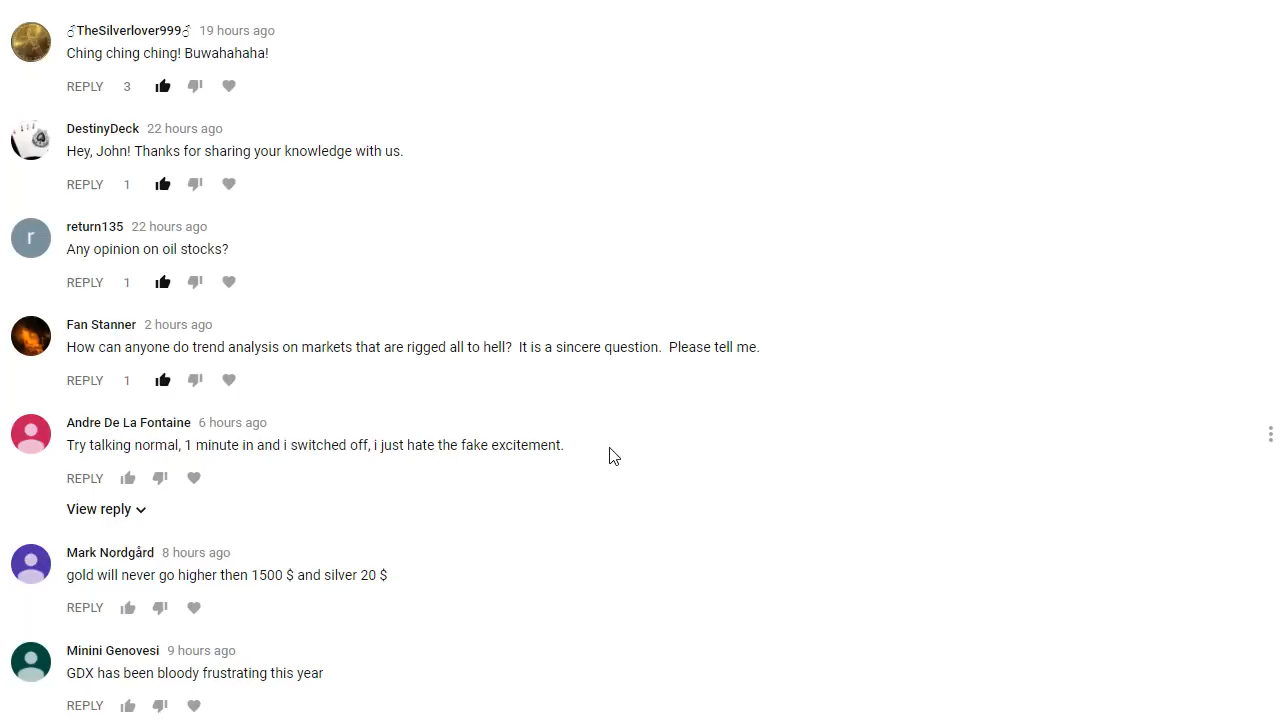 ⚦TheSilverlover999⚦ 19 hours ago
Ching ching ching! Buwahahaha!
REPLY 3
DestinyDeck 22 hours ago
Hey, John! Thanks for sharing your knowledge with us.
REPLY 1
r
return135 22 hours ago
Any opinion on oil stocks?
REPLY 1
Fan Stanner 2 hours ago
How can anyone do trend analysis on markets that are rigged all to hell?  It is a sincere question.  Please tell me.
REPLY 1
Andre De La Fontaine 6 hours ago
Try talking normal, 1 minute in and i switched off, i just hate the fake excitement.
REPLY
View reply
Mark Nordgård 8 hours ago
gold will never go higher then 1500 $ and silver 20 $
REPLY
Minini Genovesi 9 hours ago
GDX has been bloody frustrating this year
REPLY